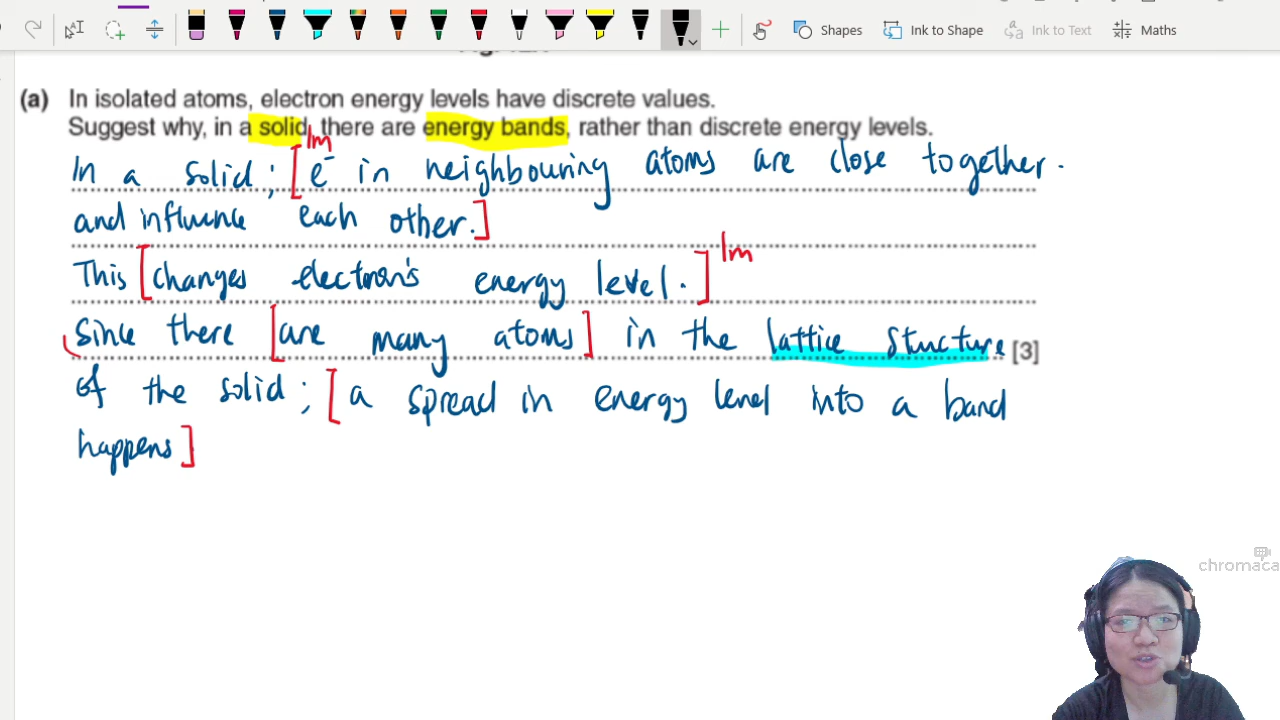 Shapes
Ink to Shape
Ink to Text
Maths
(a) In isolated atoms, electron energy levels have discrete values.
Suggest why, in a solid, there are energy bands, rather than discrete energy levels.
1m
In a solid; [e⁻ in neighbouring atoms are close together.
and influence each other.]
This [changes electron's energy level.] 1m
Since there [are many atoms] in the lattice structure [3]
of the solid; [a spread in energy level into a band
happens]
chromaca